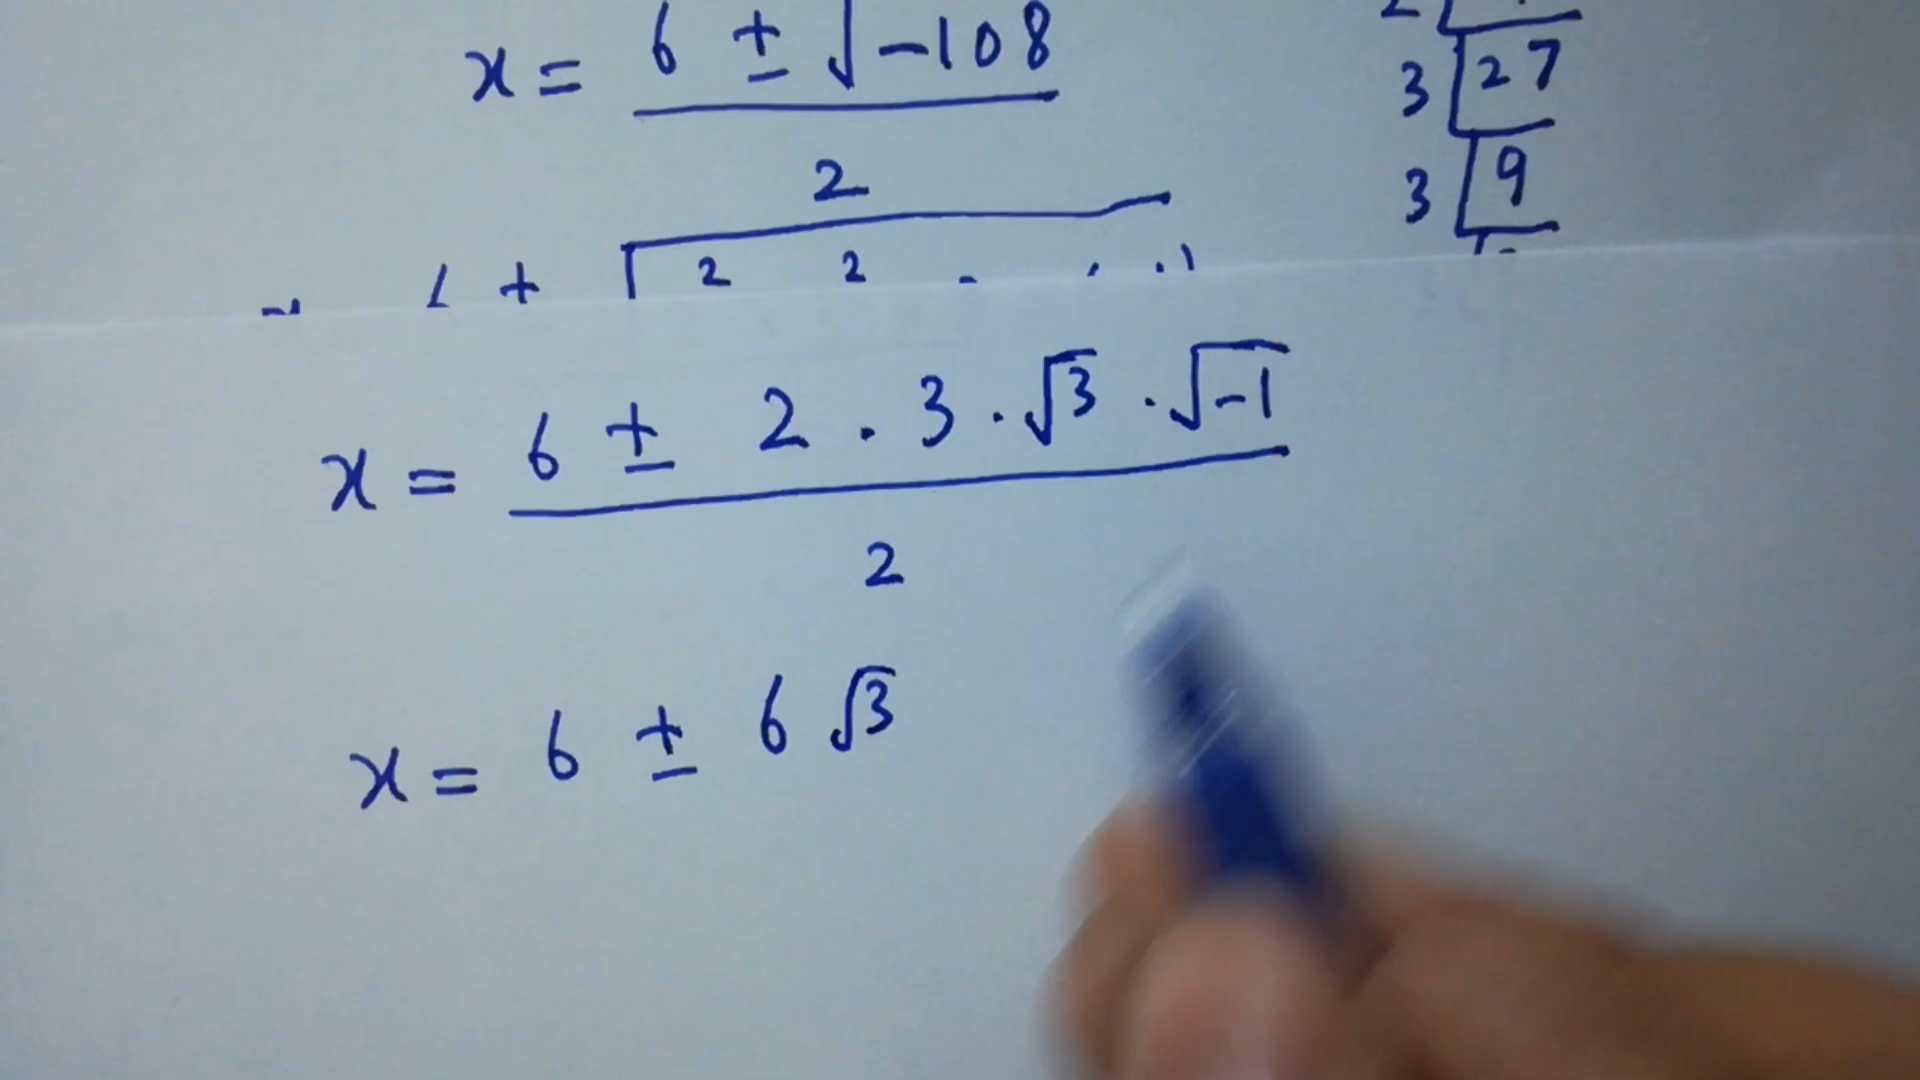 x = 6 ± √-108
2
3 27
3 9
x = 6 ± 2 . 3 . √3 . √-1
2
x = 6 ± 6 √3